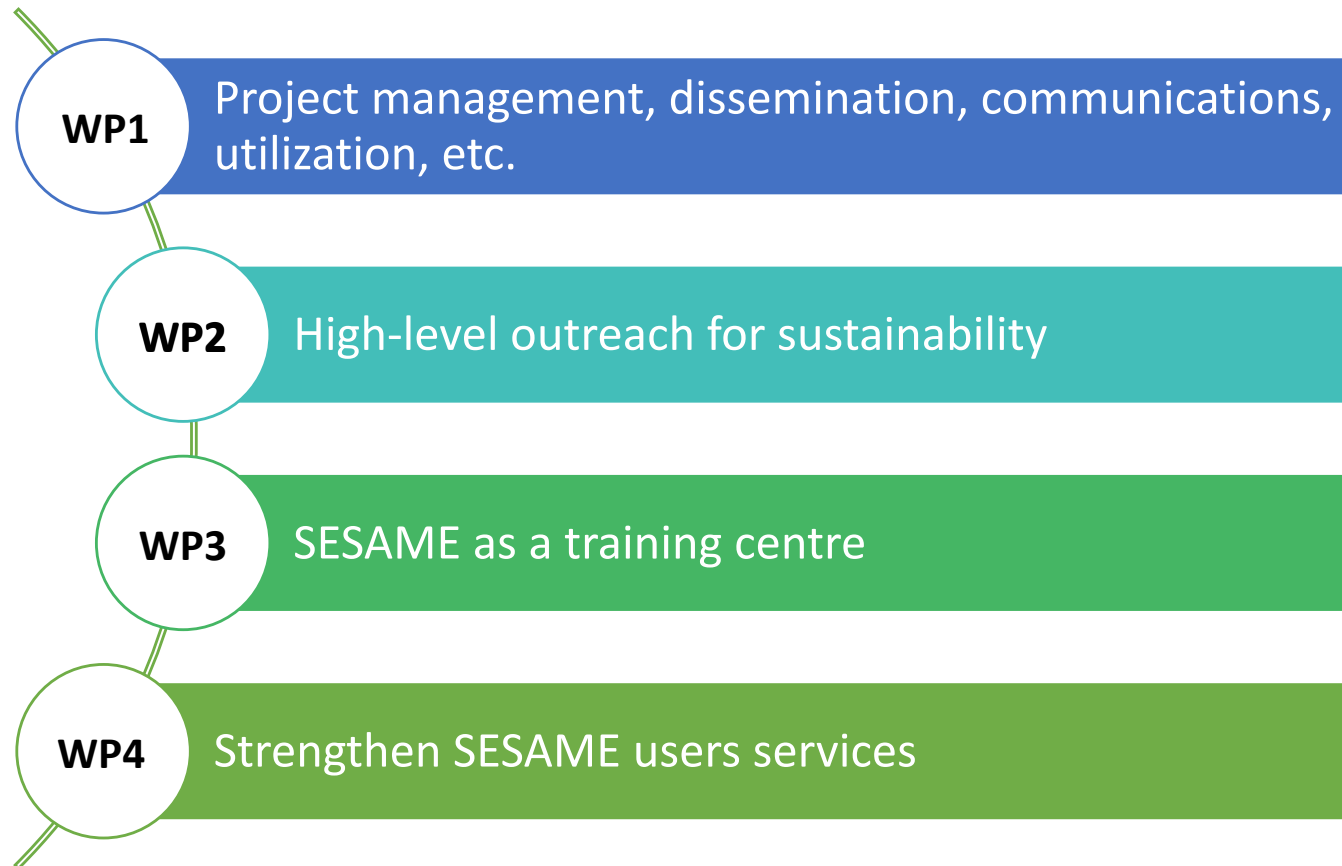 WP1
Project management, dissemination, communications,
utilization, etc.
WP2
High-level outreach for sustainability
WP3
SESAME as a training centre
WP4
Strengthen SESAME users services